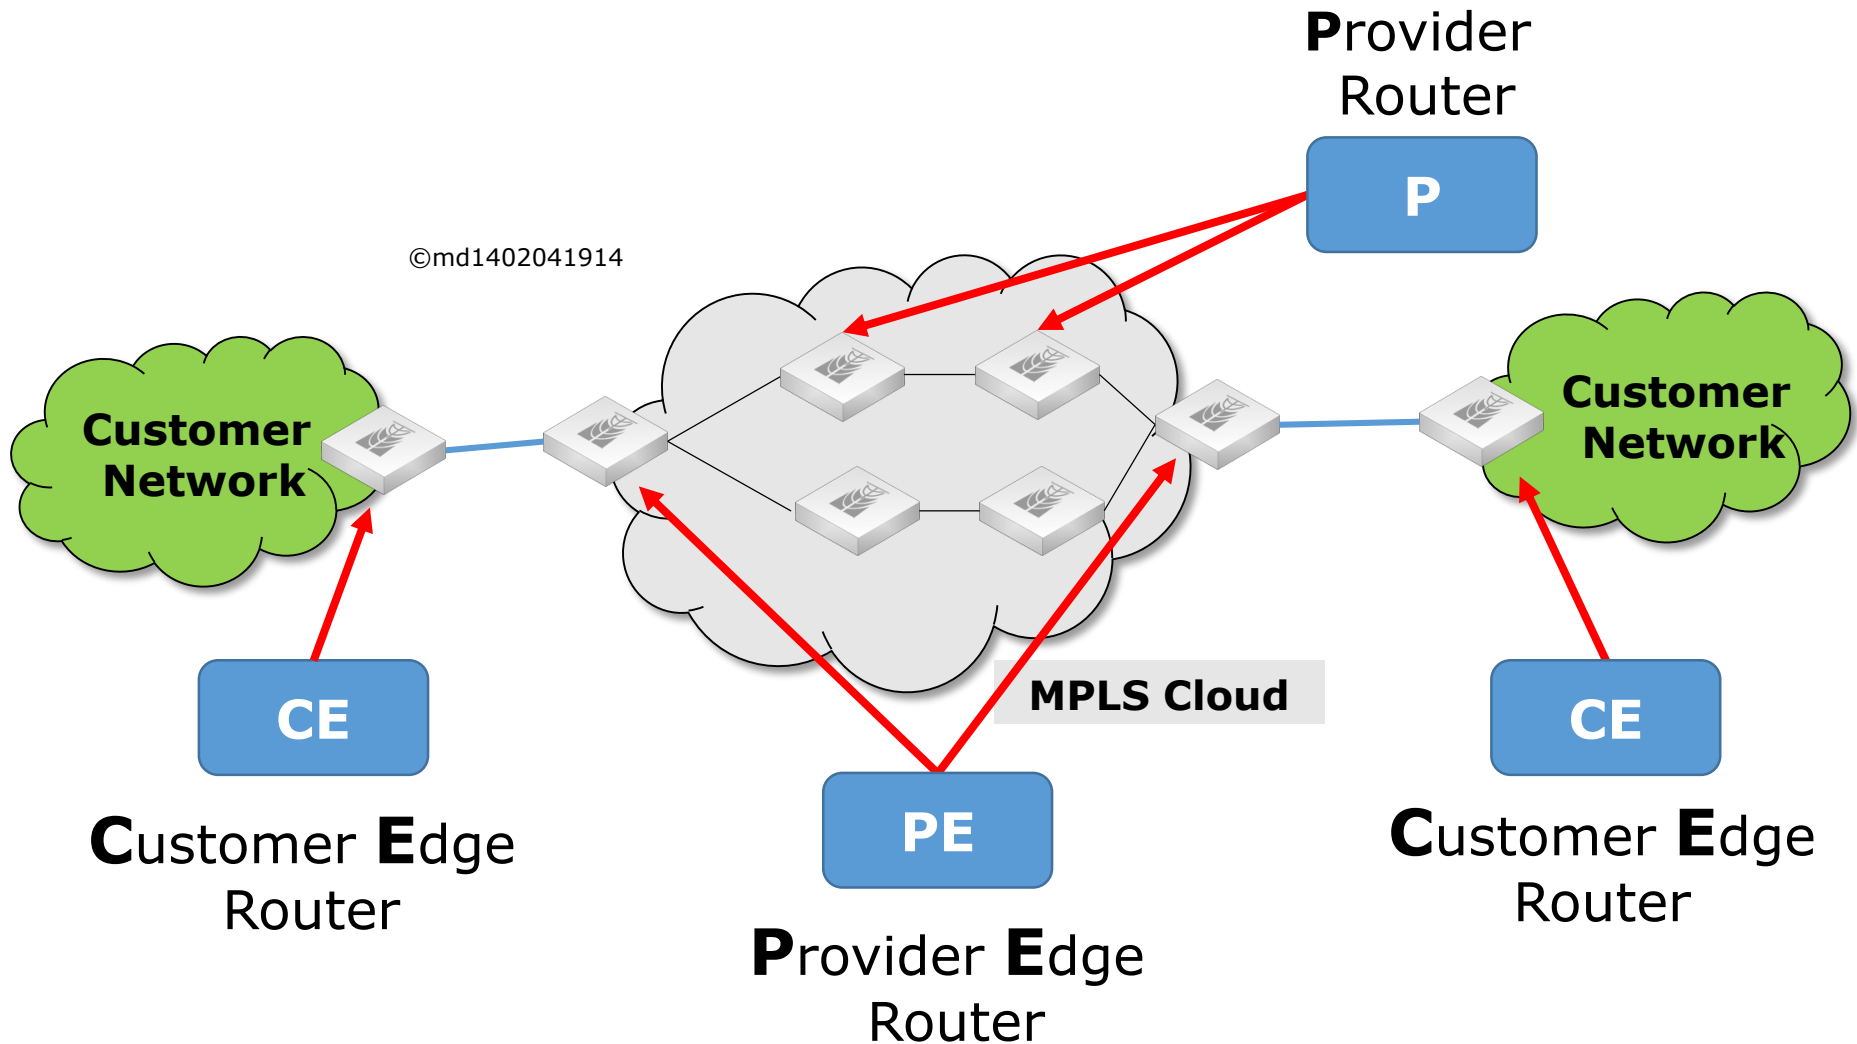 Provider
Router
P
©md1402041914
Customer
Network
Customer
Network
MPLS Cloud
CE
CE
PE
Customer Edge
Router
Customer Edge
Router
Provider Edge
Router